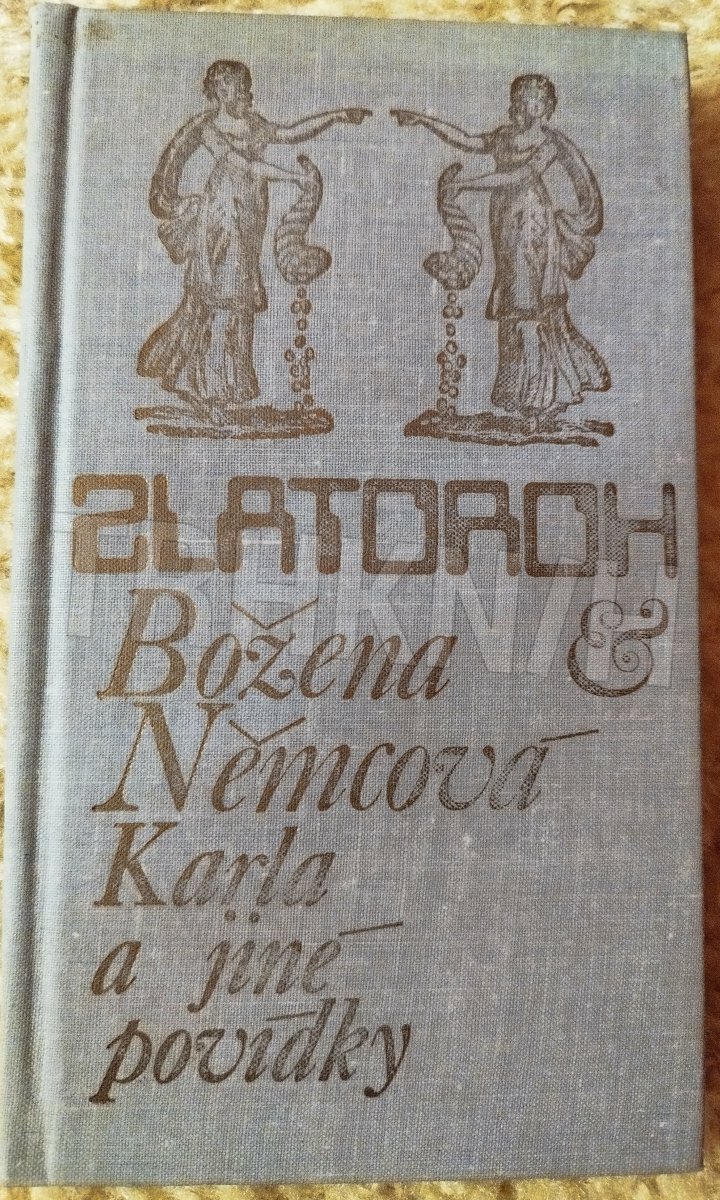 ZLATOROH
Božena &
Němcová
Karla
a jiné
povídky